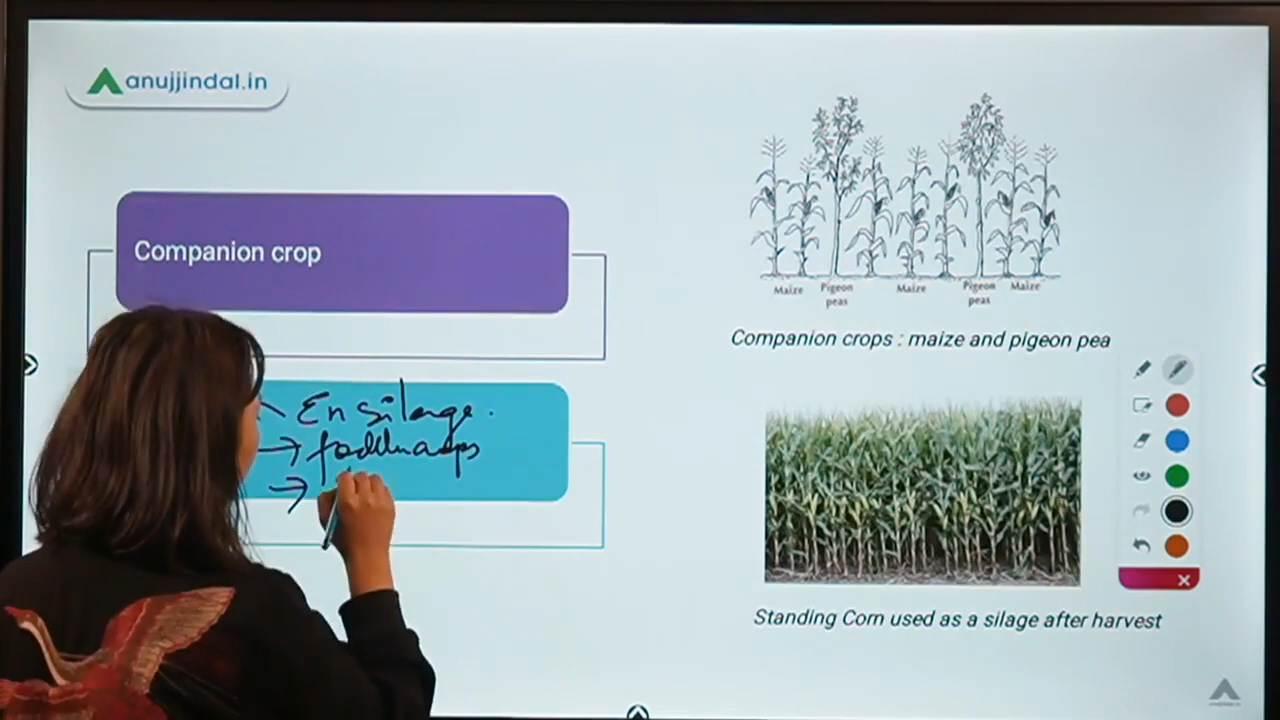 anujjindal.in
Companion crop
Ensilage.
→ fodder crops
→
Maize Pigeon peas Maize Pigeon peas Maize
Companion crops : maize and pigeon pea
Standing Corn used as a silage after harvest